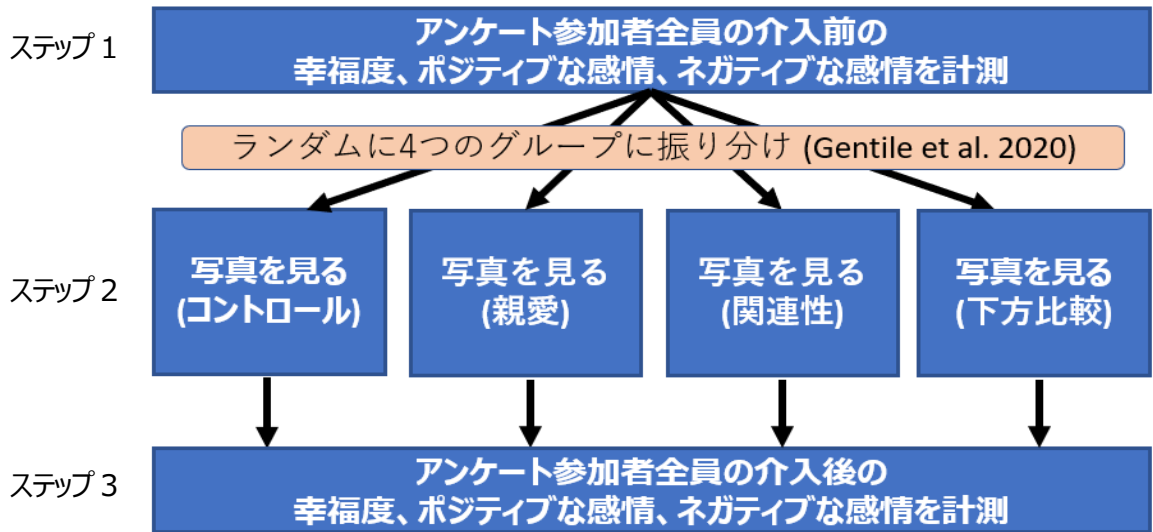 ステップ1
アンケート参加者全員の介入前の
幸福度、ポジティブな感情、ネガティブな感情を計測
ランダムに4つのグループに振り分け (Gentile et al. 2020)
ステップ2
写真を見る
(コントロール)
写真を見る
(親愛)
写真を見る
(関連性)
写真を見る
(下方比較)
ステップ3
アンケート参加者全員の介入後の
幸福度、ポジティブな感情、ネガティブな感情を計測